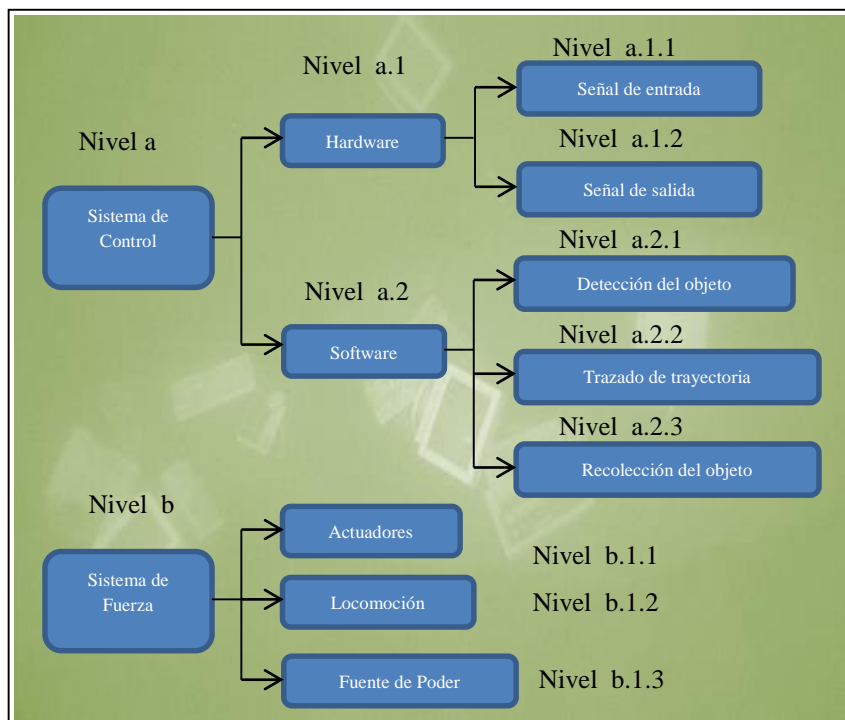 Nivel a
Sistema de
Control
Nivel a.1
Hardware
Nivel a.1.1
Señal de entrada
Nivel a.1.2
Señal de salida
Nivel a.2
Software
Nivel a.2.1
Detección del objeto
Nivel a.2.2
Trazado de trayectoria
Nivel a.2.3
Recolección del objeto
Nivel b
Sistema de
Fuerza
Actuadores
Nivel b.1.1
Locomoción
Nivel b.1.2
Fuente de Poder
Nivel b.1.3